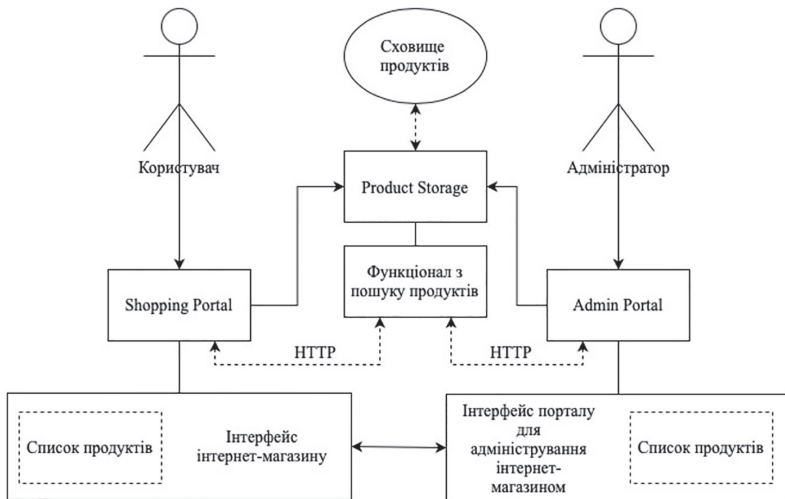 Сховище
продуктів
Користувач
Адміністратор
Product Storage
Функціонал з
пошуку продуктів
Shopping Portal
Admin Portal
HTTP
HTTP
Список продуктів
Інтерфейс
інтернет-магазину
Інтерфейс порталу
для
адміністрування
інтернет-
магазином
Список продуктів